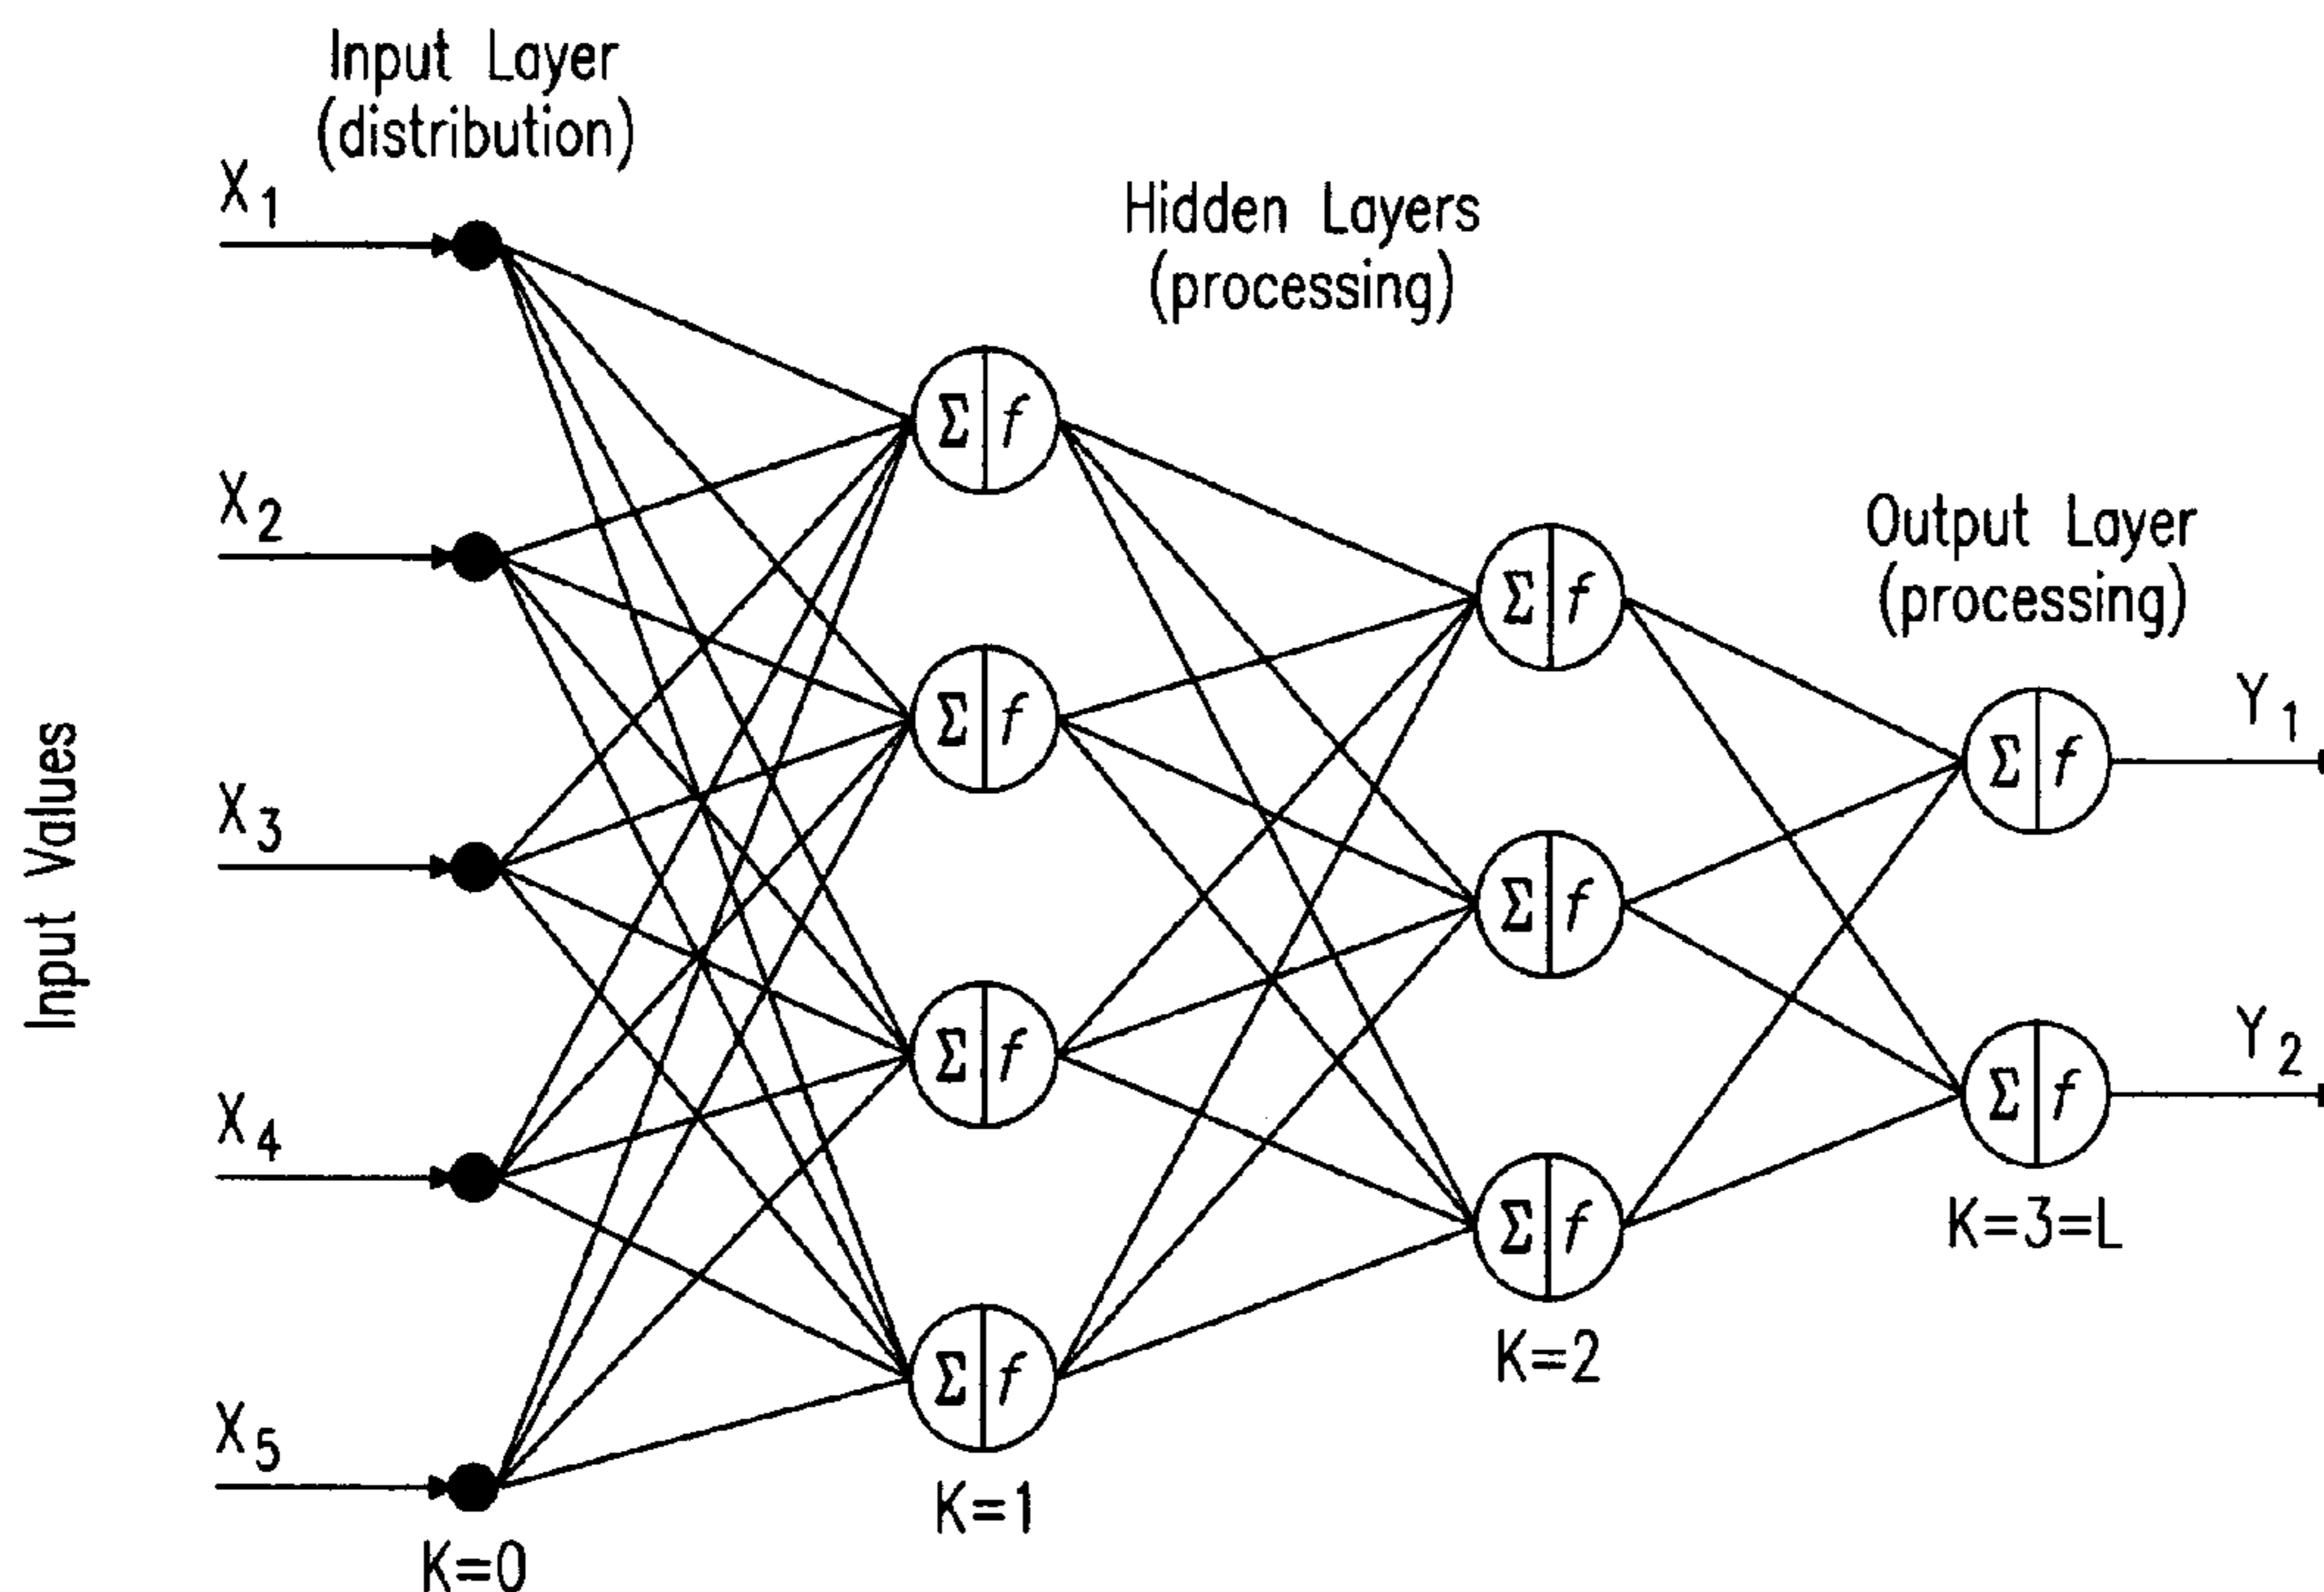 Input Layer
(distribution)
Hidden Layers
(processing)
Output Layer
(processing)
Input Values
X1
X2
X3
X4
X5
Σ f
Σ f
Σ f
Σ f
Σ f
Σ f
Σ f
Σ f
Σ f
Y1
Y2
K=0
K=1
K=2
K=3=L